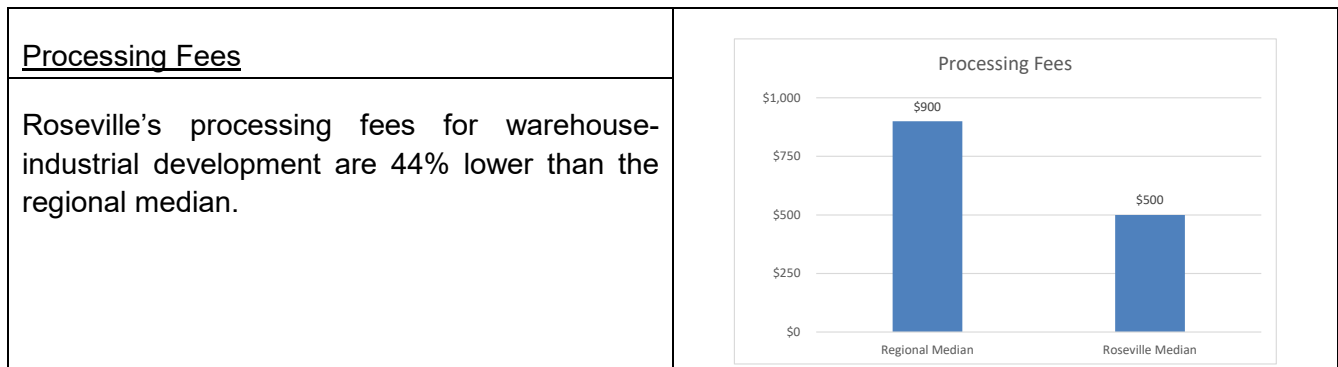 Processing Fees
Roseville's processing fees for warehouse-
industrial development are 44% lower than the
regional median.
Processing Fees
$1,000
$900
$750
$500
$500
$250
$0
Regional Median
Roseville Median